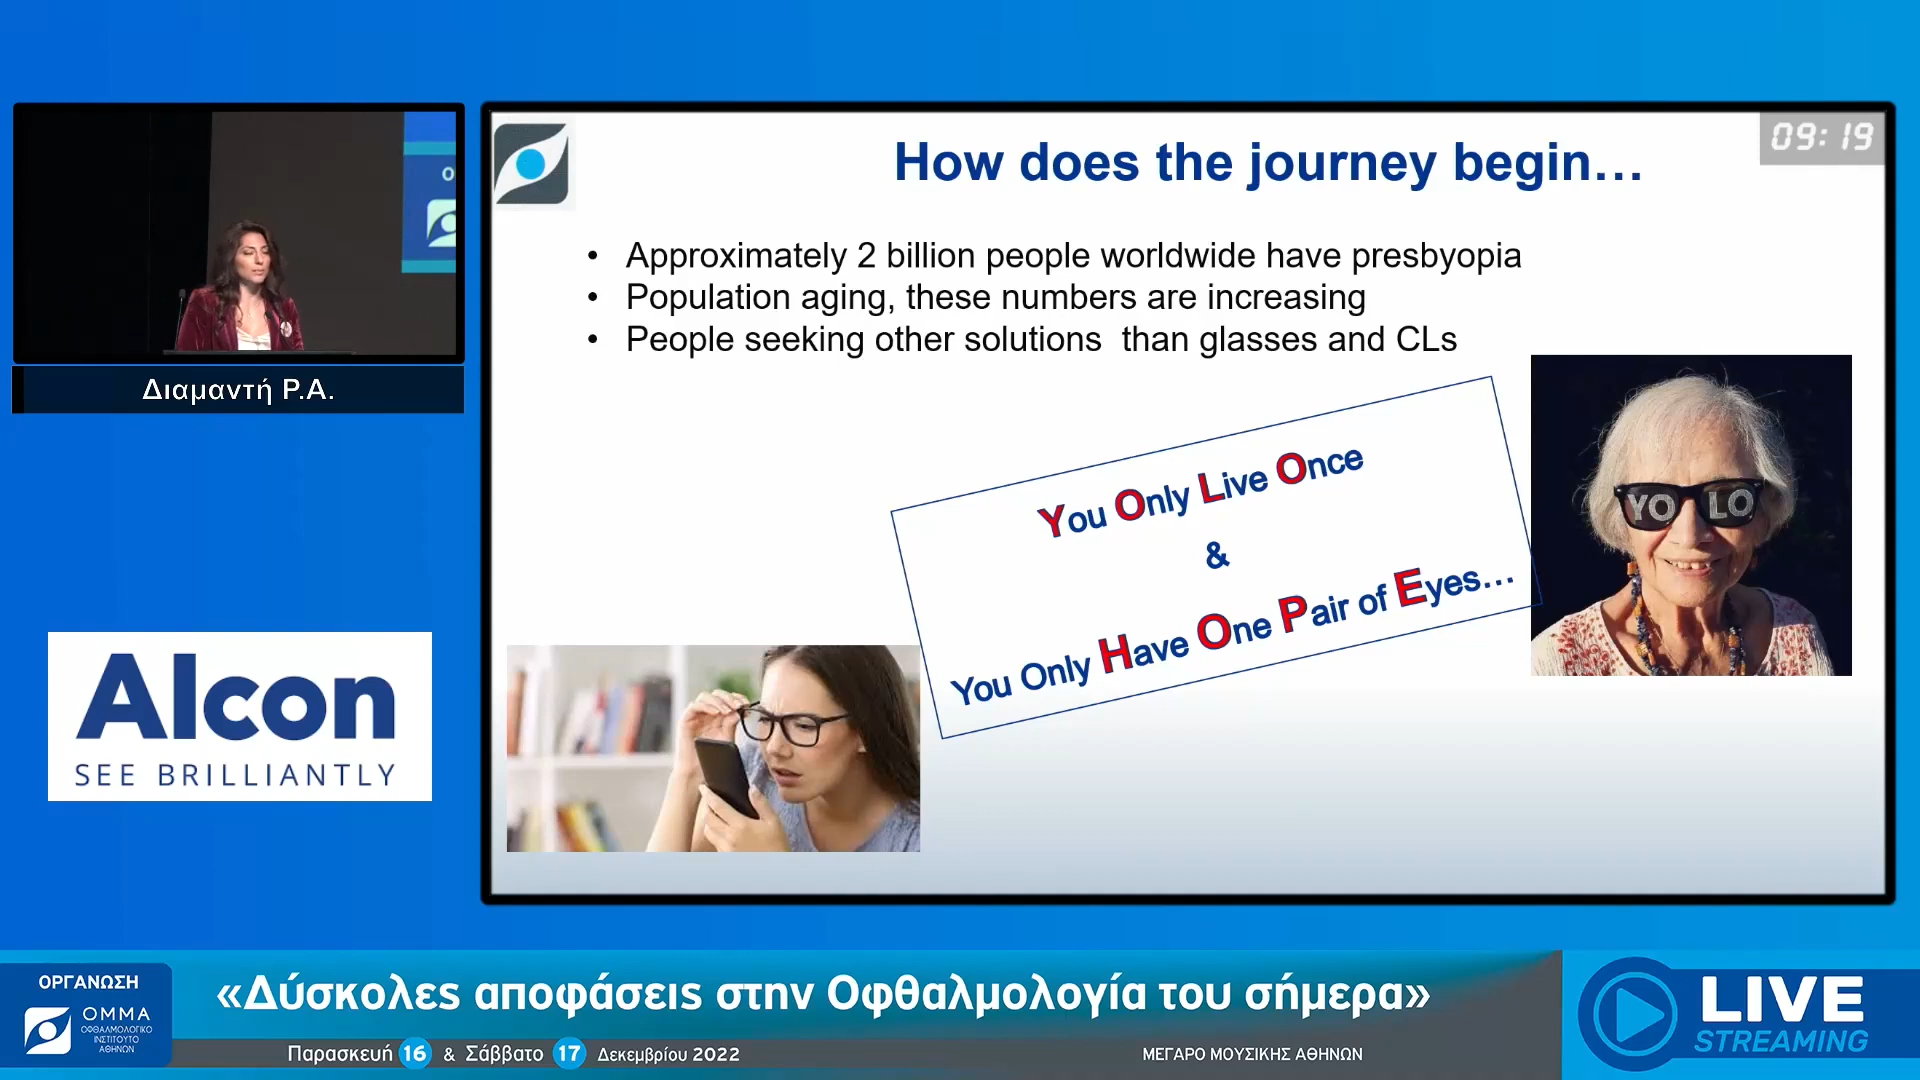 Διαμαντή Ρ.Α.
Alcon
SEE BRILLIANTLY
How does the journey begin…
09:19
• Approximately 2 billion people worldwide have presbyopia
• Population aging, these numbers are increasing
• People seeking other solutions than glasses and CLs
You Only Live Once
&
You Only Have One Pair of Eyes…
YO LO
ΟΡΓΑΝΩΣΗ
ΟΜΜΑ
ΟΦΘΑΛΜΟΛΟΓΙΚΟ
ΙΝΣΤΙΤΟΥΤΟ
ΑΘΗΝΩΝ
«Δύσκολες αποφάσεις στην Οφθαλμολογία του σήμερα»
Παρασκευή 16 & Σάββατο 17 Δεκεμβρίου 2022
ΜΕΓΑΡΟ ΜΟΥΣΙΚΗΣ ΑΘΗΝΩΝ
LIVE
STREAMING